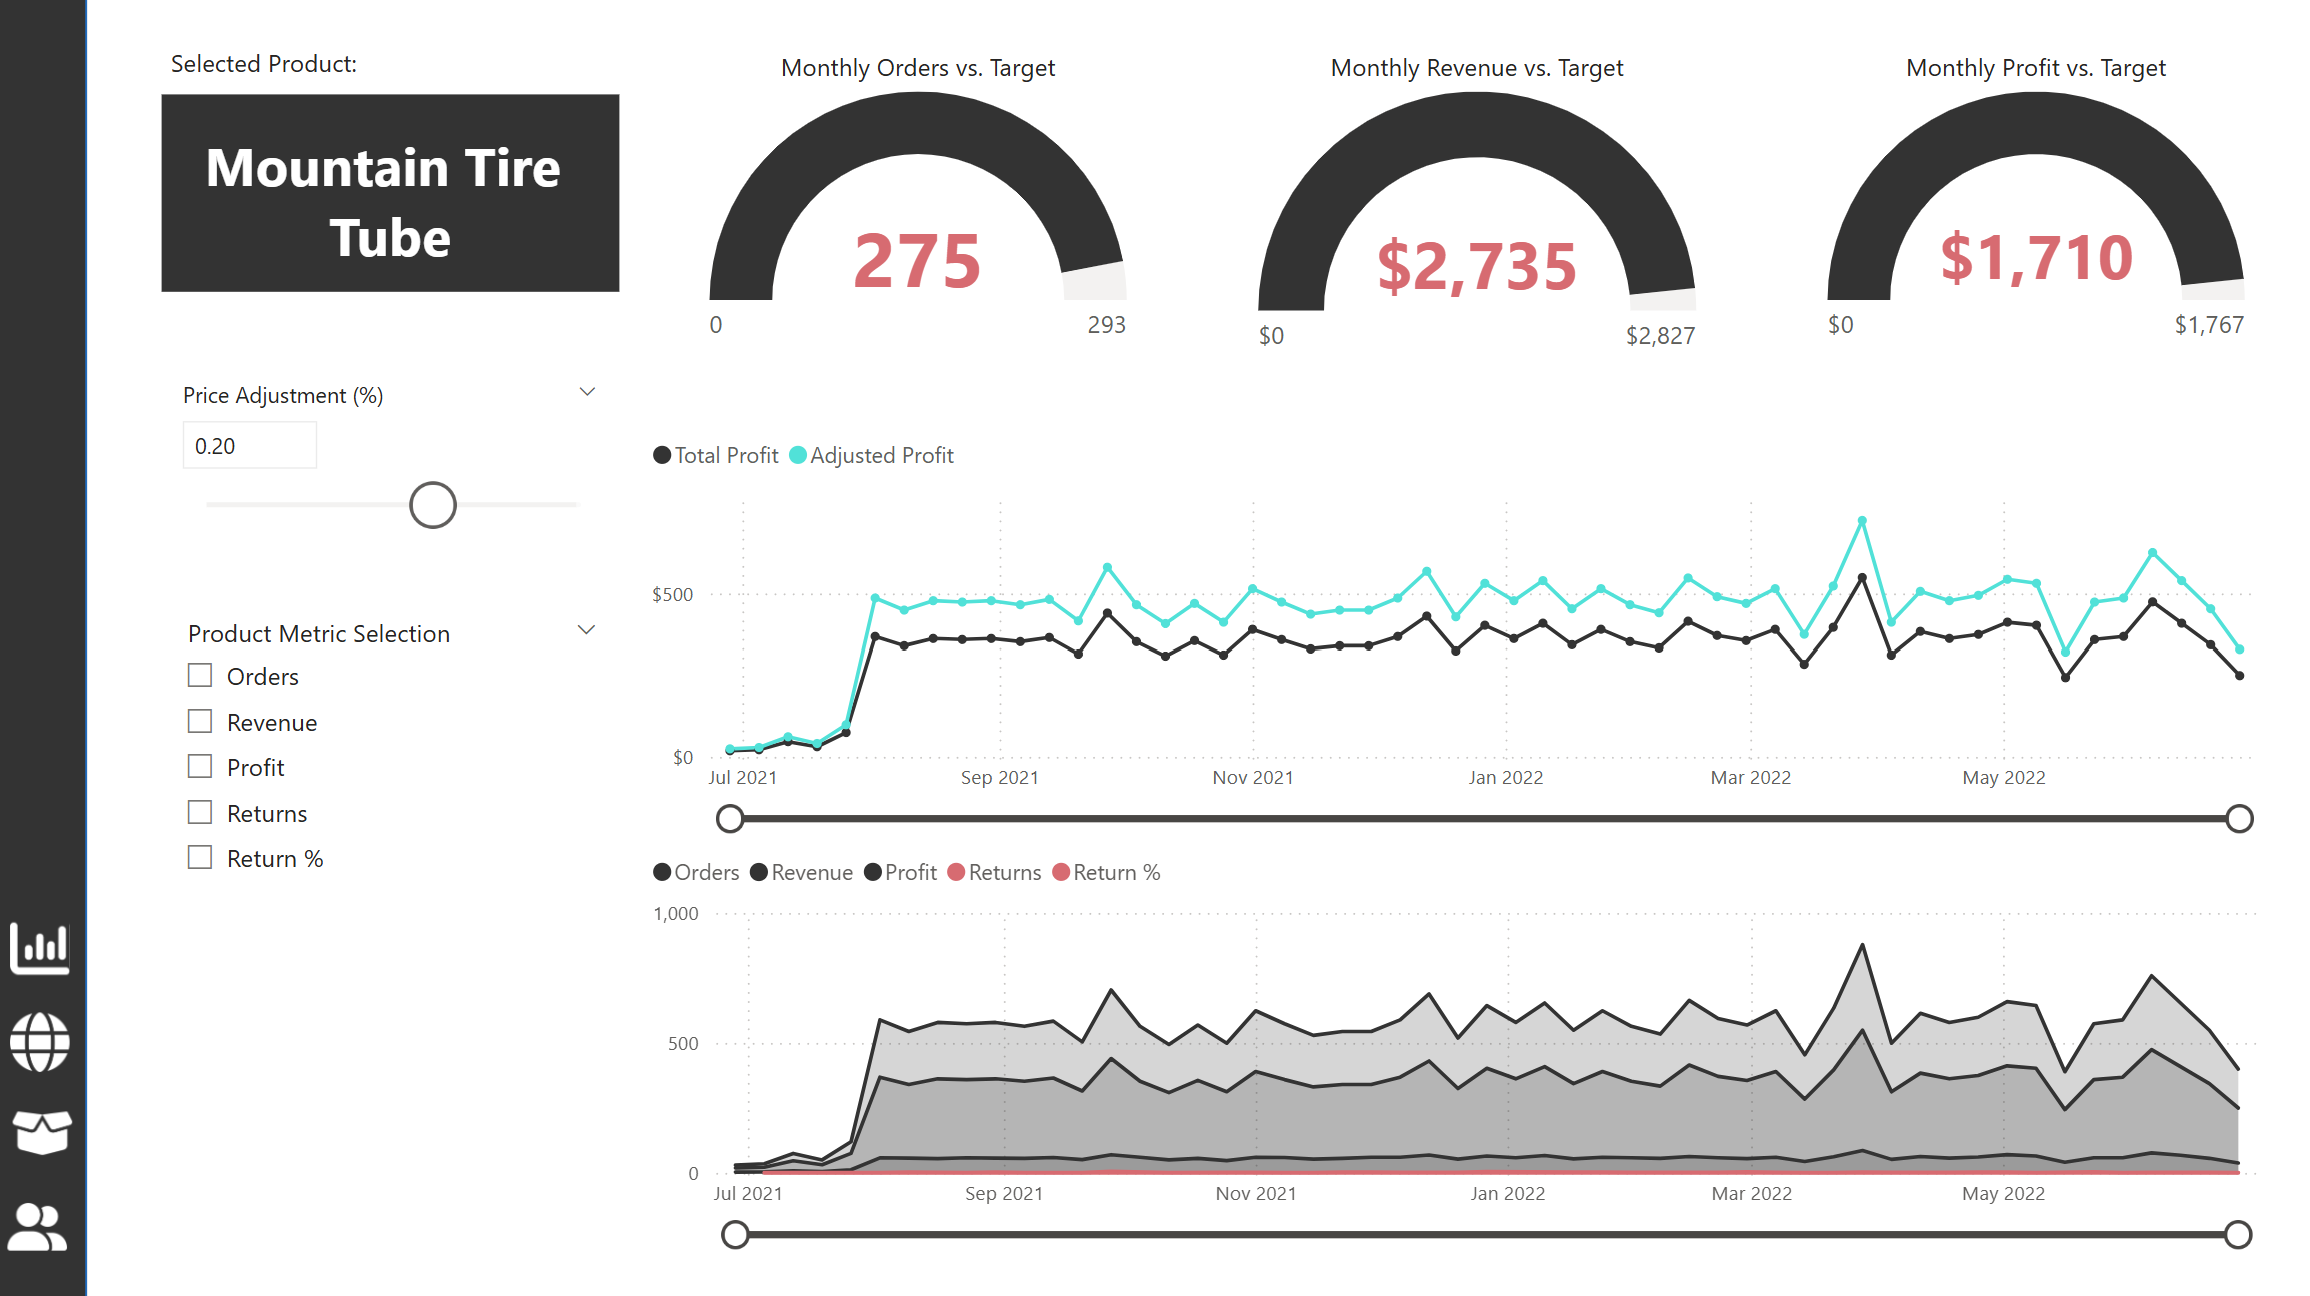 Selected Product:
Mountain Tire
Tube
Monthly Orders vs. Target
275
0
293
Monthly Revenue vs. Target
$2,735
$0
$2,827
Monthly Profit vs. Target
$1,710
$0
$1,767
Price Adjustment (%)
0.20
Product Metric Selection
Orders
Revenue
Profit
Returns
Return %
Total Profit
Adjusted Profit
$500
$0
Jul 2021
Sep 2021
Nov 2021
Jan 2022
Mar 2022
May 2022
Orders
Revenue
Profit
Returns
Return %
1,000
500
0
Jul 2021
Sep 2021
Nov 2021
Jan 2022
Mar 2022
May 2022